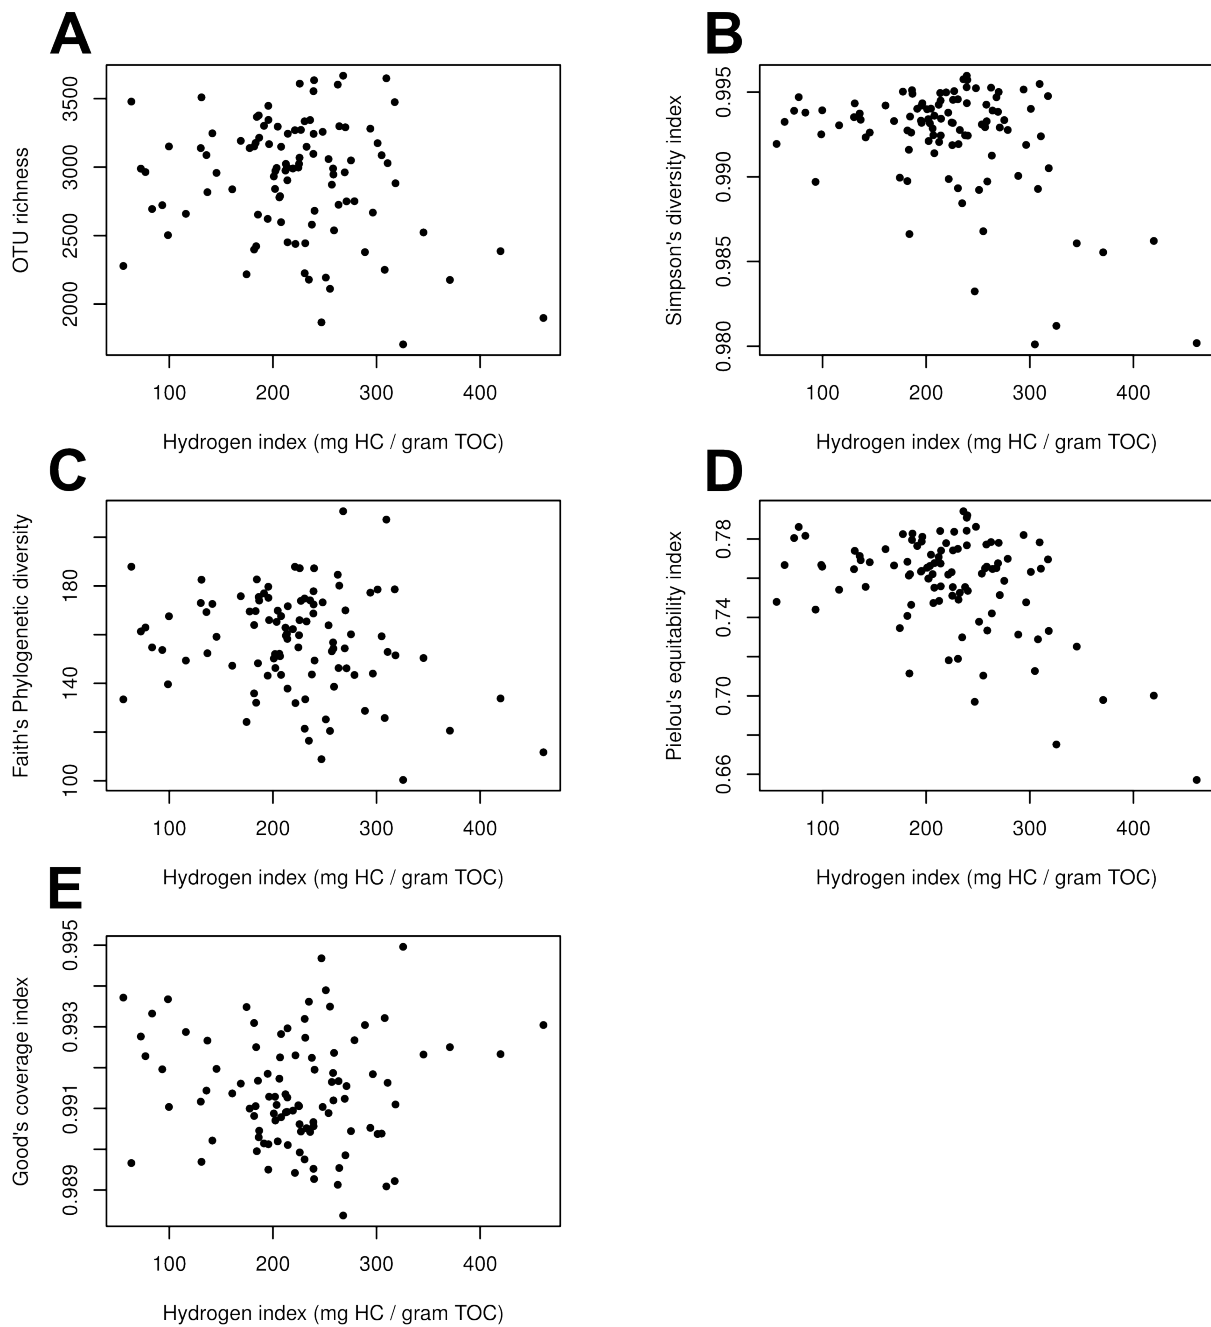 A
OTU richness
3500
3000
2500
2000
100 200 300 400
Hydrogen index (mg HC / gram TOC)
B
Simpson's diversity index
0.995
0.990
0.985
0.980
100 200 300 400
Hydrogen index (mg HC / gram TOC)
C
Faith's Phylogenetic diversity
180
140
100
100 200 300 400
Hydrogen index (mg HC / gram TOC)
D
Pielou's equitability index
0.78
0.74
0.70
0.66
100 200 300 400
Hydrogen index (mg HC / gram TOC)
E
Good's coverage index
0.995
0.993
0.991
0.989
100 200 300 400
Hydrogen index (mg HC / gram TOC)